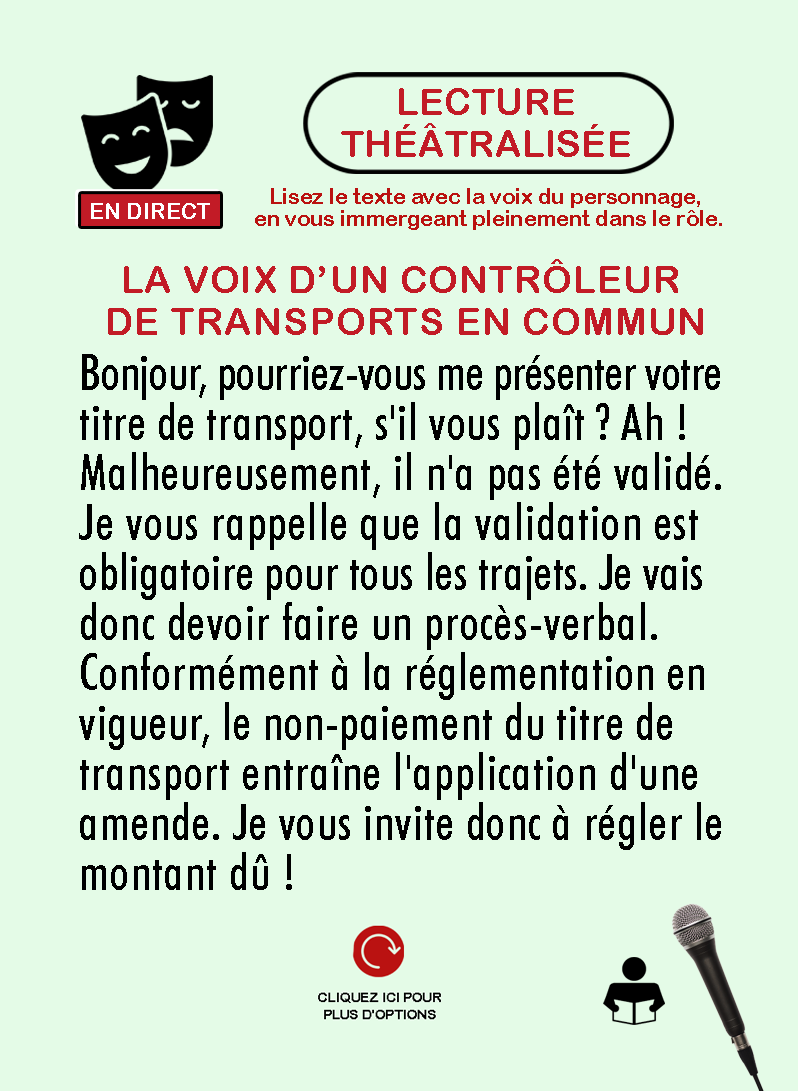 LECTURE
THÉÂTRALISÉE
EN DIRECT
Lisez le texte avec la voix du personnage,
en vous immergeant pleinement dans le rôle.
LA VOIX D’UN CONTRÔLEUR
DE TRANSPORTS EN COMMUN
Bonjour, pourriez-vous me présenter votre
titre de transport, s'il vous plaît ? Ah !
Malheureusement, il n'a pas été validé.
Je vous rappelle que la validation est
obligatoire pour tous les trajets. Je vais
donc devoir faire un procès-verbal.
Conformément à la réglementation en
vigueur, le non-paiement du titre de
transport entraîne l'application d'une
amende. Je vous invite donc à régler le
montant dû !
CLIQUEZ ICI POUR
PLUS D'OPTIONS